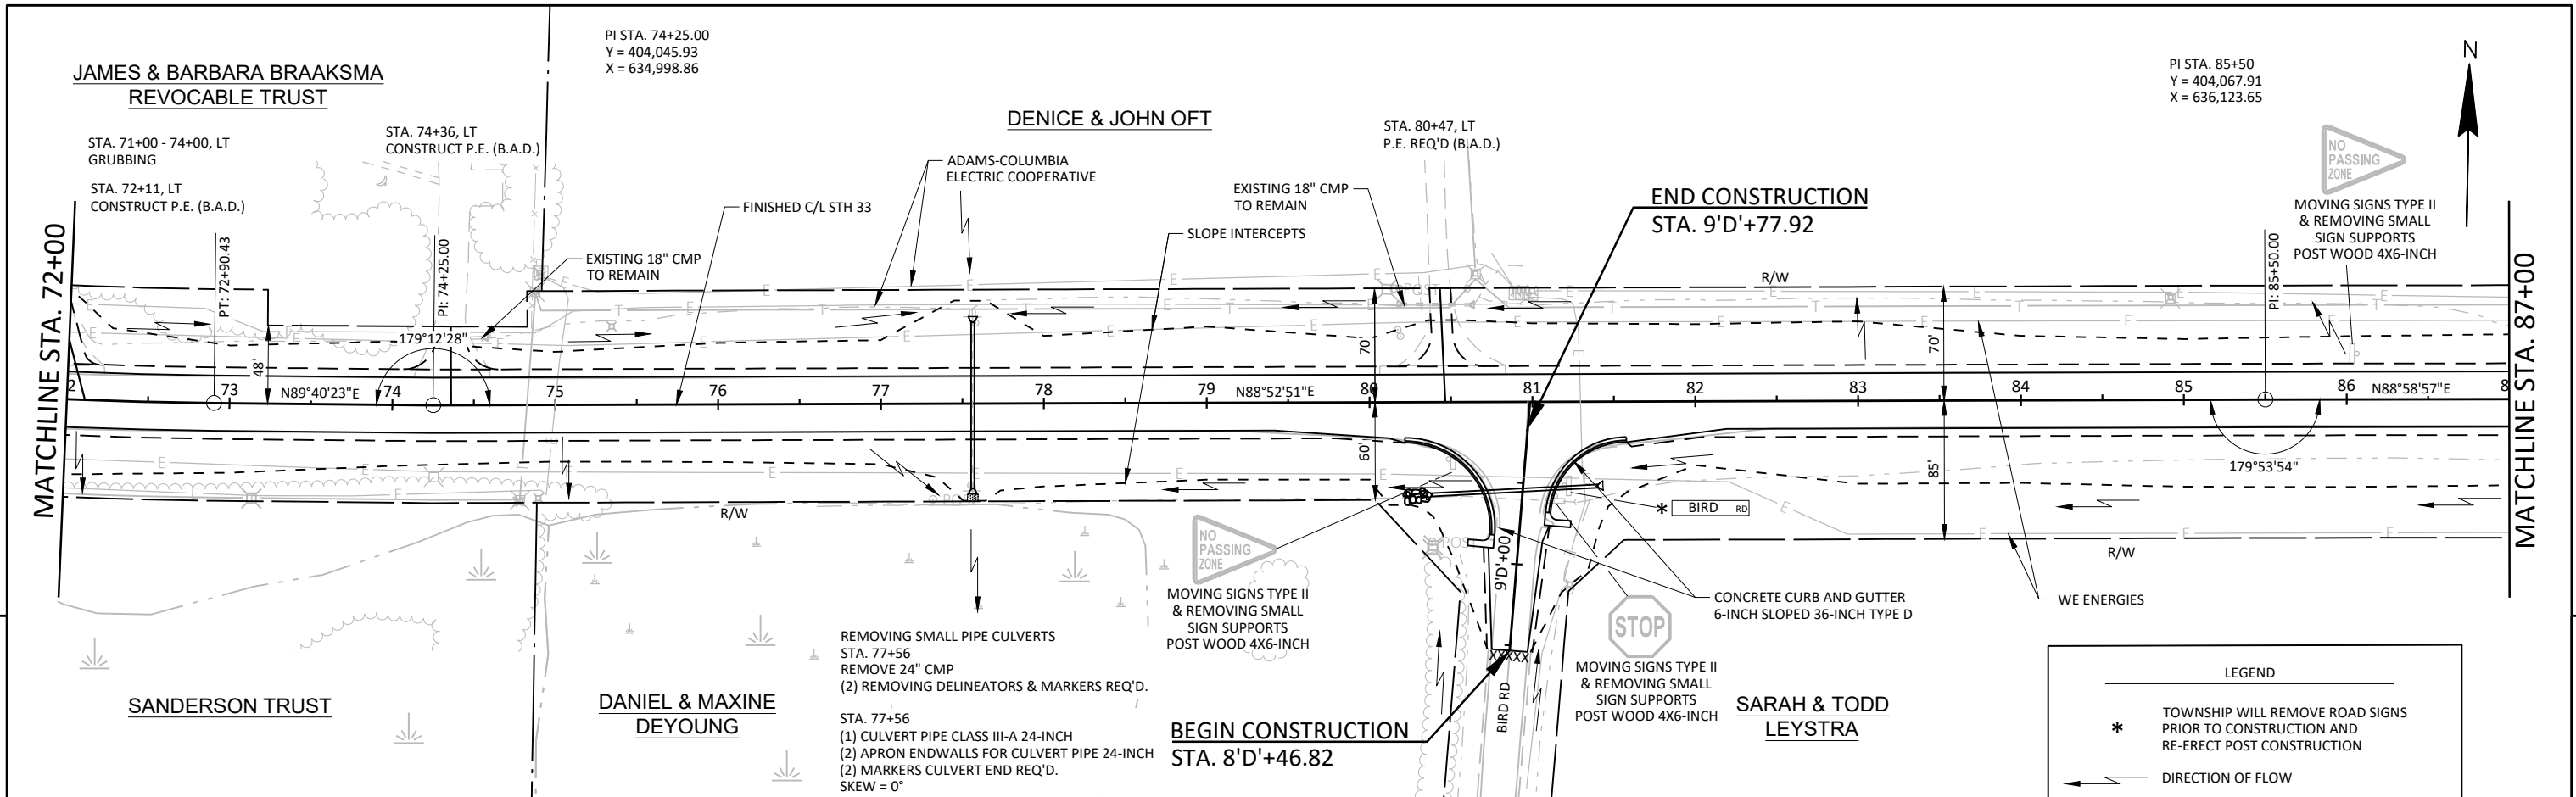 PI STA. 74+25.00
Y = 404,045.93
X = 634,998.86
PI STA. 85+50
Y = 404,067.91
X = 636,123.65
N
JAMES & BARBARA BRAAKSMA
REVOCABLE TRUST
DENICE & JOHN OFT
STA. 71+00 - 74+00, LT
GRUBBING
STA. 72+11, LT
CONSTRUCT P.E. (B.A.D.)
STA. 74+36, LT
CONSTRUCT P.E. (B.A.D.)
ADAMS-COLUMBIA
ELECTRIC COOPERATIVE
STA. 80+47, LT
P.E. REQ'D (B.A.D.)
NO
PASSING
ZONE
MOVING SIGNS TYPE II
& REMOVING SMALL
SIGN SUPPORTS
POST WOOD 4X6-INCH
EXISTING 18" CMP
TO REMAIN
END CONSTRUCTION
STA. 9'D'+77.92
FINISHED C/L STH 33
SLOPE INTERCEPTS
EXISTING 18" CMP
TO REMAIN
MATCHLINE STA. 72+00
PT: 72+90.43
PI: 74+25.00
PI: 85+50.00
MATCHLINE STA. 87+00
R/W
179°12'28"
48'
70'
70'
2
73
N89°40'23"E
74
75
76
77
78
79
N88°52'51"E
80
81
82
83
84
85
86
N88°58'57"E
8
60'
85'
179°53'54"
R/W
R/W
POST
POST
* BIRD RD
NO
PASSING
ZONE
MOVING SIGNS TYPE II
& REMOVING SMALL
SIGN SUPPORTS
POST WOOD 4X6-INCH
9'D'+00
CONCRETE CURB AND GUTTER
6-INCH SLOPED 36-INCH TYPE D
WE ENERGIES
STOP
MOVING SIGNS TYPE II
& REMOVING SMALL
SIGN SUPPORTS
POST WOOD 4X6-INCH
XXXXX
BIRD RD
REMOVING SMALL PIPE CULVERTS
STA. 77+56
REMOVE 24" CMP
(2) REMOVING DELINEATORS & MARKERS REQ'D.
STA. 77+56
(1) CULVERT PIPE CLASS III-A 24-INCH
(2) APRON ENDWALLS FOR CULVERT PIPE 24-INCH
(2) MARKERS CULVERT END REQ'D.
SKEW = 0°
BEGIN CONSTRUCTION
STA. 8'D'+46.82
SANDERSON TRUST
DANIEL & MAXINE
DEYOUNG
SARAH & TODD
LEYSTRA
LEGEND
* TOWNSHIP WILL REMOVE ROAD SIGNS
PRIOR TO CONSTRUCTION AND
RE-ERECT POST CONSTRUCTION
DIRECTION OF FLOW